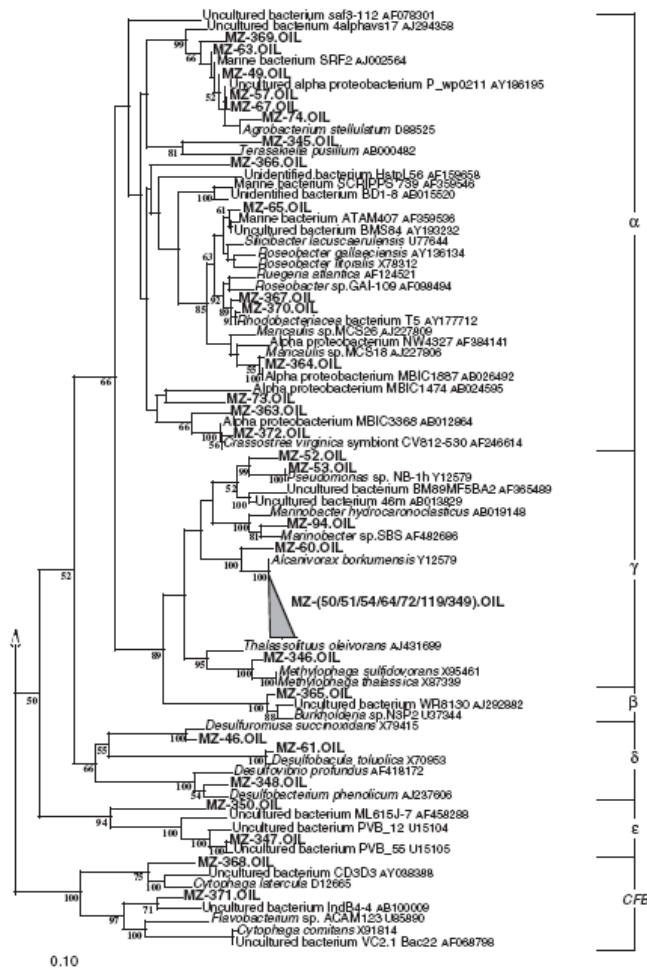 Uncultured bacterium saf3-112 AF078301
Uncultured bacterium 4alphavs17 AJ294358
MZ-369.OIL
99
MZ-63.OIL
66
Marine bacterium SRF2 AJ002564
MZ-49.OIL
Uncultured alpha proteobacterium P_wp0211 AY186195
52
MZ-57.OIL
MZ-67.OIL
MZ-74.OIL
Agrobacterium stellulatum D88525
MZ-345.OIL
81
Terasakiella pusillum AB000482
MZ-366.OIL
Unidentified.bacterium HstpL56 AF159658
Marine bacterium SCRIPPS 739 AF359546
100
Unidentified bacterium BD1-8 AB015520
MZ-65.OIL
61
Marine bacterium ATAM407 AF359536
Uncultured bacterium BMS84 AY193232
Silicibacter lacuscaerulensis U77644
63
Roseobacter gallaeciensis AY136134
Roseobacter litoralis X78312
Ruegeria atlantica AF124521
92
Roseobacter sp.GAI-109 AF098494
85
MZ-367.OIL
89
MZ-370.OIL
91
Rhodobacteriacea bacterium T5 AY177712
Maricaulis sp.MCS26 AJ227809
Alpha proteobacterium NW4327 AF384141
Maricaulis sp.MCS18 AJ227806
MZ-364.OIL
55
100
Alpha proteobacterium MBIC1887 AB026492
Alpha proteobacterium MBIC1474 AB024595
MZ-73.OIL
MZ-363.OIL
66
Alpha proteobacterium MBIC3368 AB012864
100
MZ-372.OIL
56
Crassostrea virginica symbiont CV812-530 AF246614
α
66
MZ-52.OIL
99
MZ-53.OIL
100
Pseudomonas sp. NB-1h Y12579
52
Uncultured bacterium BM89MF5BA2 AF365489
100
Uncultured bacterium 46m AB013829
Marinobacter hydrocaronoclasticus AB019148
100
MZ-94.OIL
81
Marinobacter sp.SBS AF482686
MZ-60.OIL
100
Alcanivorax borkumensis Y12579
100
MZ-(50/51/54/64/72/119/349).OIL
γ
89
Thalassolituus oleivorans AJ431699
95
MZ-346.OIL
100
Methylophaga sulfidovorans X95461
100
Methylophaga thalassica X87339
52
MZ-365.OIL
100
Uncultured bacterium WR8130 AJ292882
88
Burkholderia sp.N3P2 U37344
β
50
Desulfuromusa succinoxidans X79415
55
100
MZ-46.OIL
MZ-61.OIL
100
Desulfobacula toluolica X70953
66
Desulfovibrio profundus AF418172
100
MZ-348.OIL
54
Desulfobacterium phenolicum AJ237606
δ
MZ-350.OIL
94
Uncultured bacterium ML615J-7 AF458288
100
Uncultured bacterium PVB_12 U15104
100
MZ-347.OIL
100
Uncultured bacterium PVB_55 U15105
ε
MZ-368.OIL
75
Uncultured bacterium CD3D3 AY038388
100
Cytophaga latercula D12665
MZ-371.OIL
71
Uncultured bacterium IndB4-4 AB100009
97
Flavobacterium sp. ACAM123 U85890
100
Cytophaga comitans X91814
Uncultured bacterium VC2.1 Bac22 AF068798
CFB
0.10